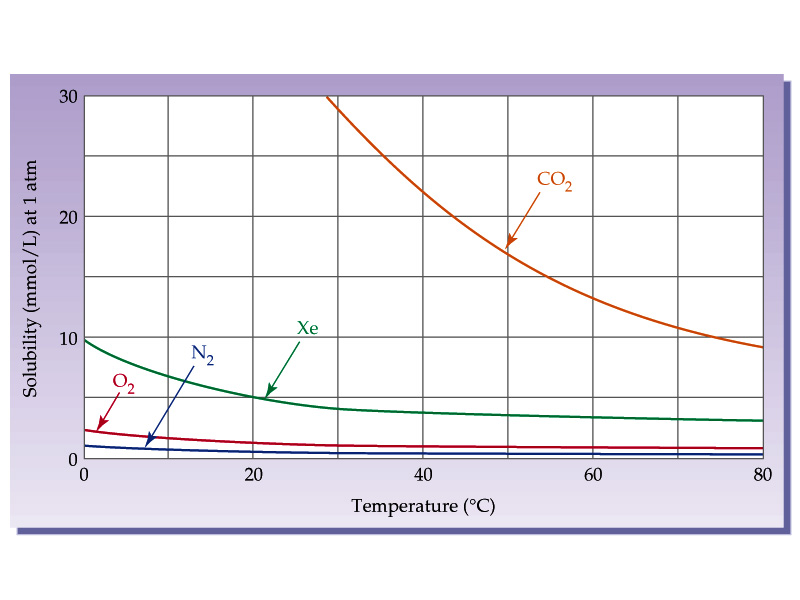 Solubility (mmol/L) at 1 atm
30
20
10
0
CO2
Xe
N2
O2
0 20 40 60 80
Temperature (°C)